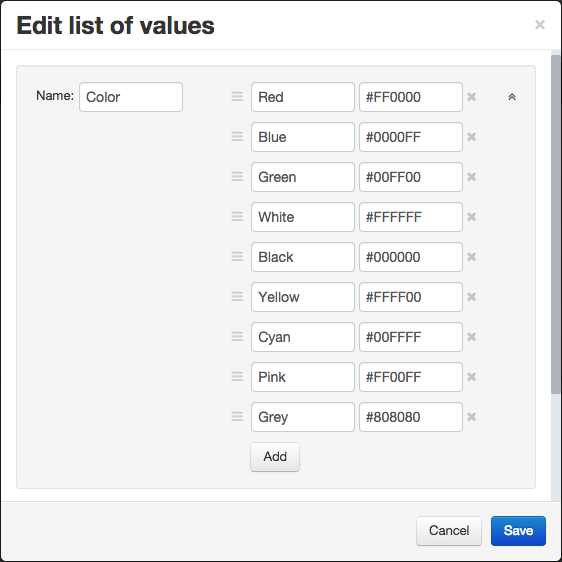 Edit list of values
Name: Color Red #FF0000
Blue #0000FF
Green #00FF00
White #FFFFFF
Black #000000
Yellow #FFFF00
Cyan #00FFFF
Pink #FF00FF
Grey #808080
Add
Cancel Save